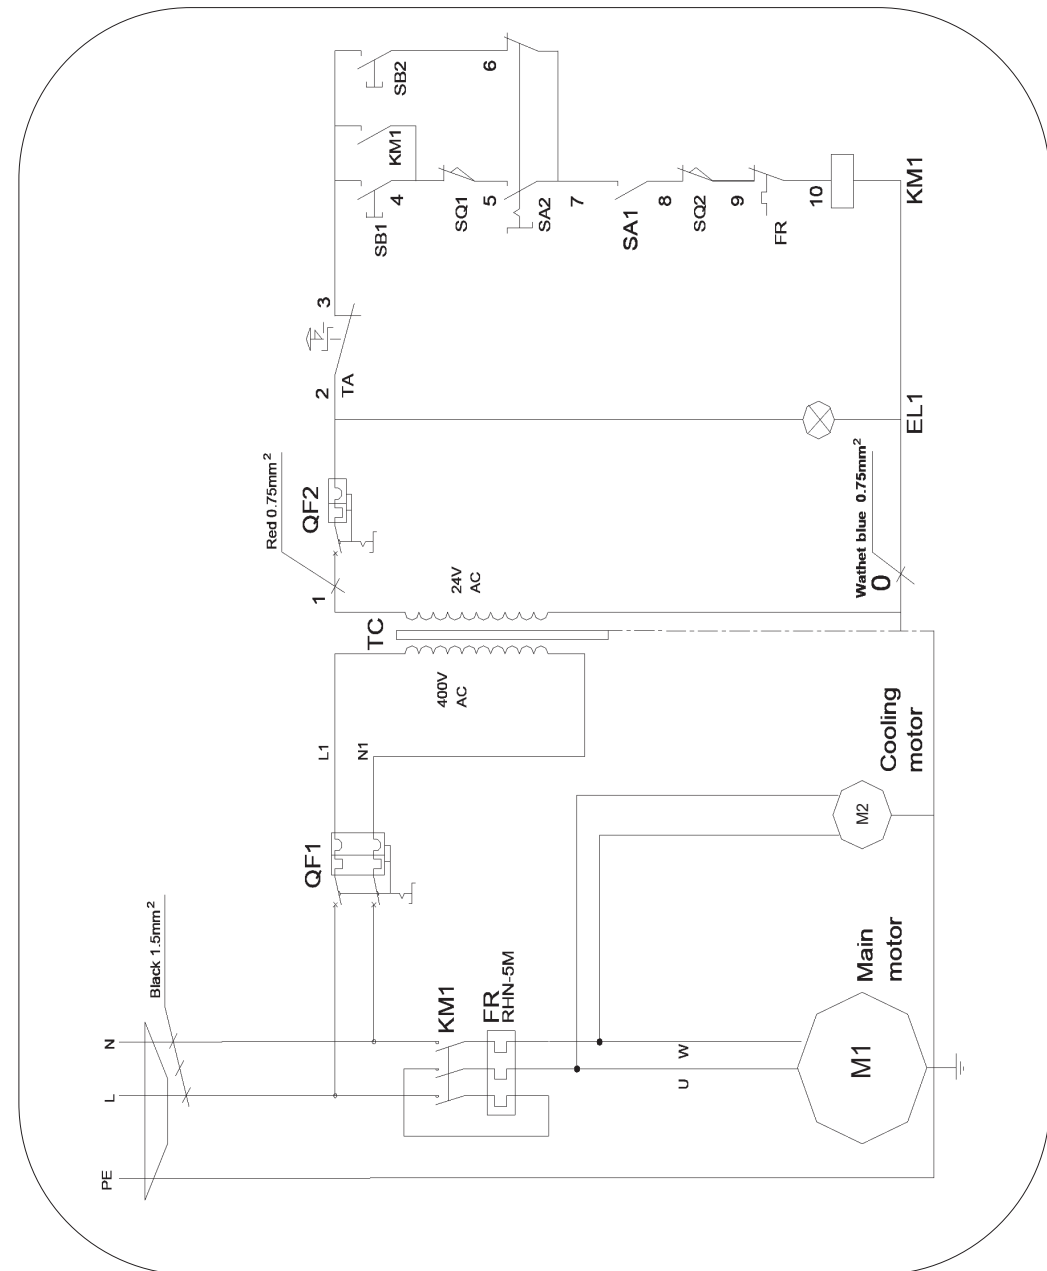 PE
L
N
Black 1.5mm²
QF1
L1
N1
KM1
FR
RHN-5M
U
W
M1
Main
motor
M2
Cooling
motor
400V
AC
TC
24V
AC
1
Red 0.75mm²
QF2
0
Wathet blue 0.75mm²
2
TA
3
EL1
SB1
4
KM1
SB2
SQ1
5
6
SA2
7
SA1
8
SQ2
9
FR
10
KM1